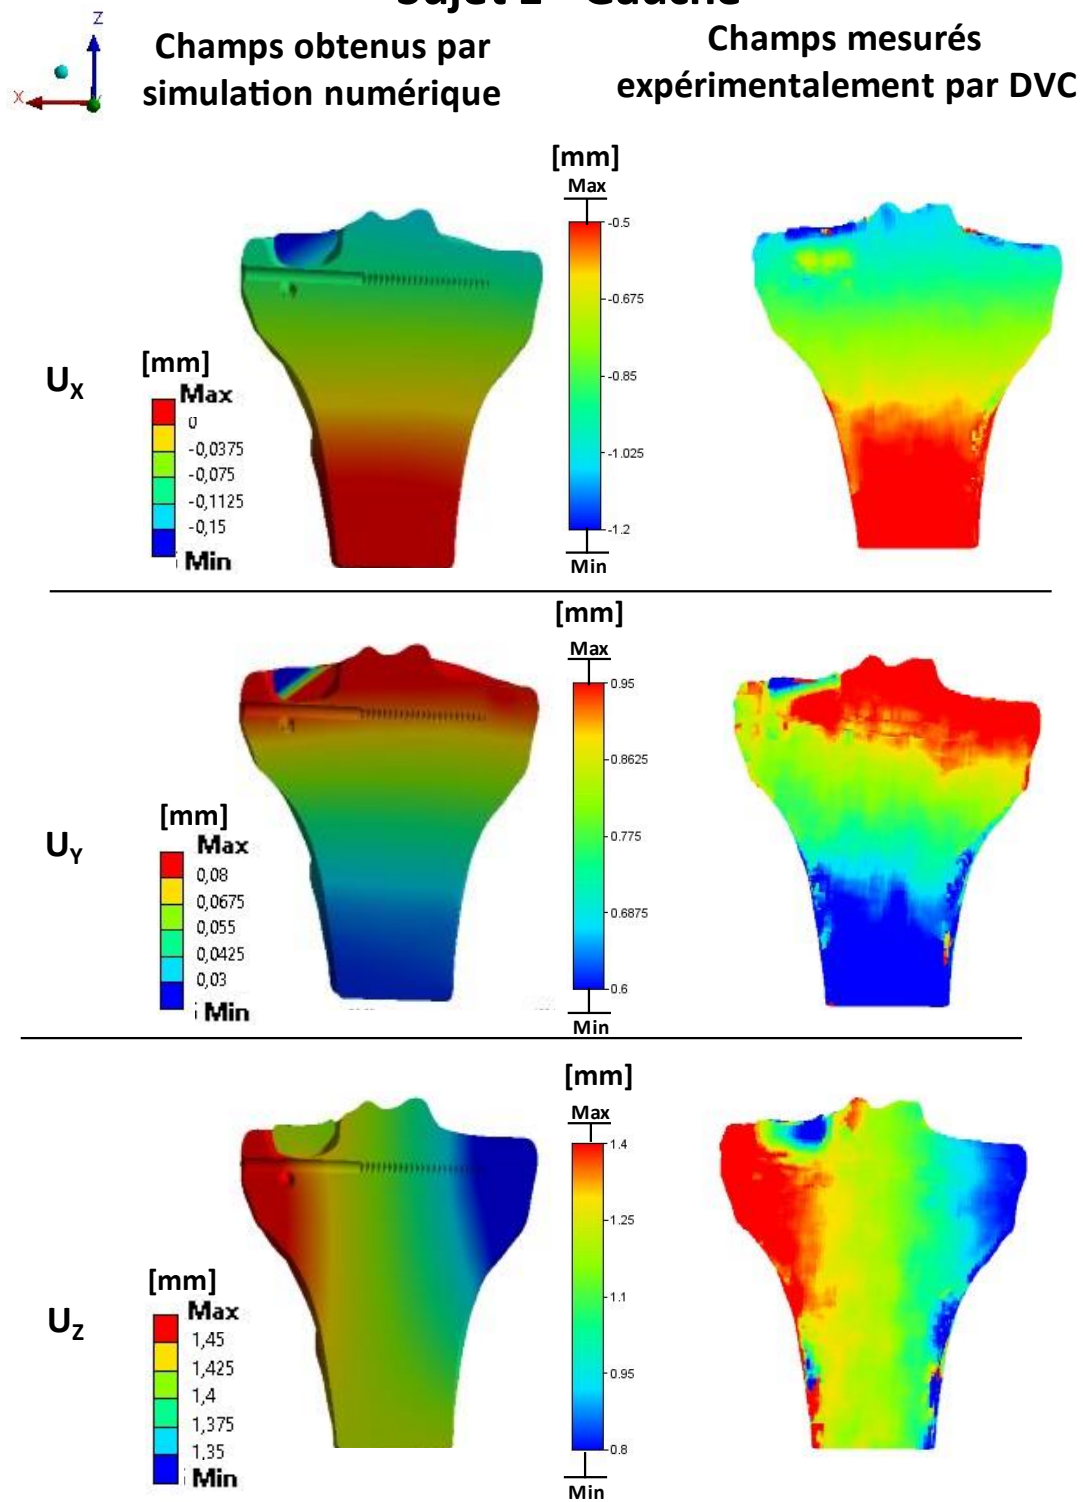 Z
X
Champs obtenus par
simulation numérique
Champs mesurés
expérimentalement par DVC
[mm]
Max
-0.5
-0.675
-0.85
-1.025
-1.2
Min
U_X
[mm]
Max
0
-0,0375
-0,075
-0,1125
-0,15
Min
[mm]
Max
0.95
0.8625
0.775
0.6875
0.6
Min
U_Y
[mm]
Max
0,08
0,0675
0,055
0,0425
0,03
Min
[mm]
Max
1.4
1.25
1.1
0.95
0.8
Min
U_Z
[mm]
Max
1,45
1,425
1,4
1,375
1,35
Min